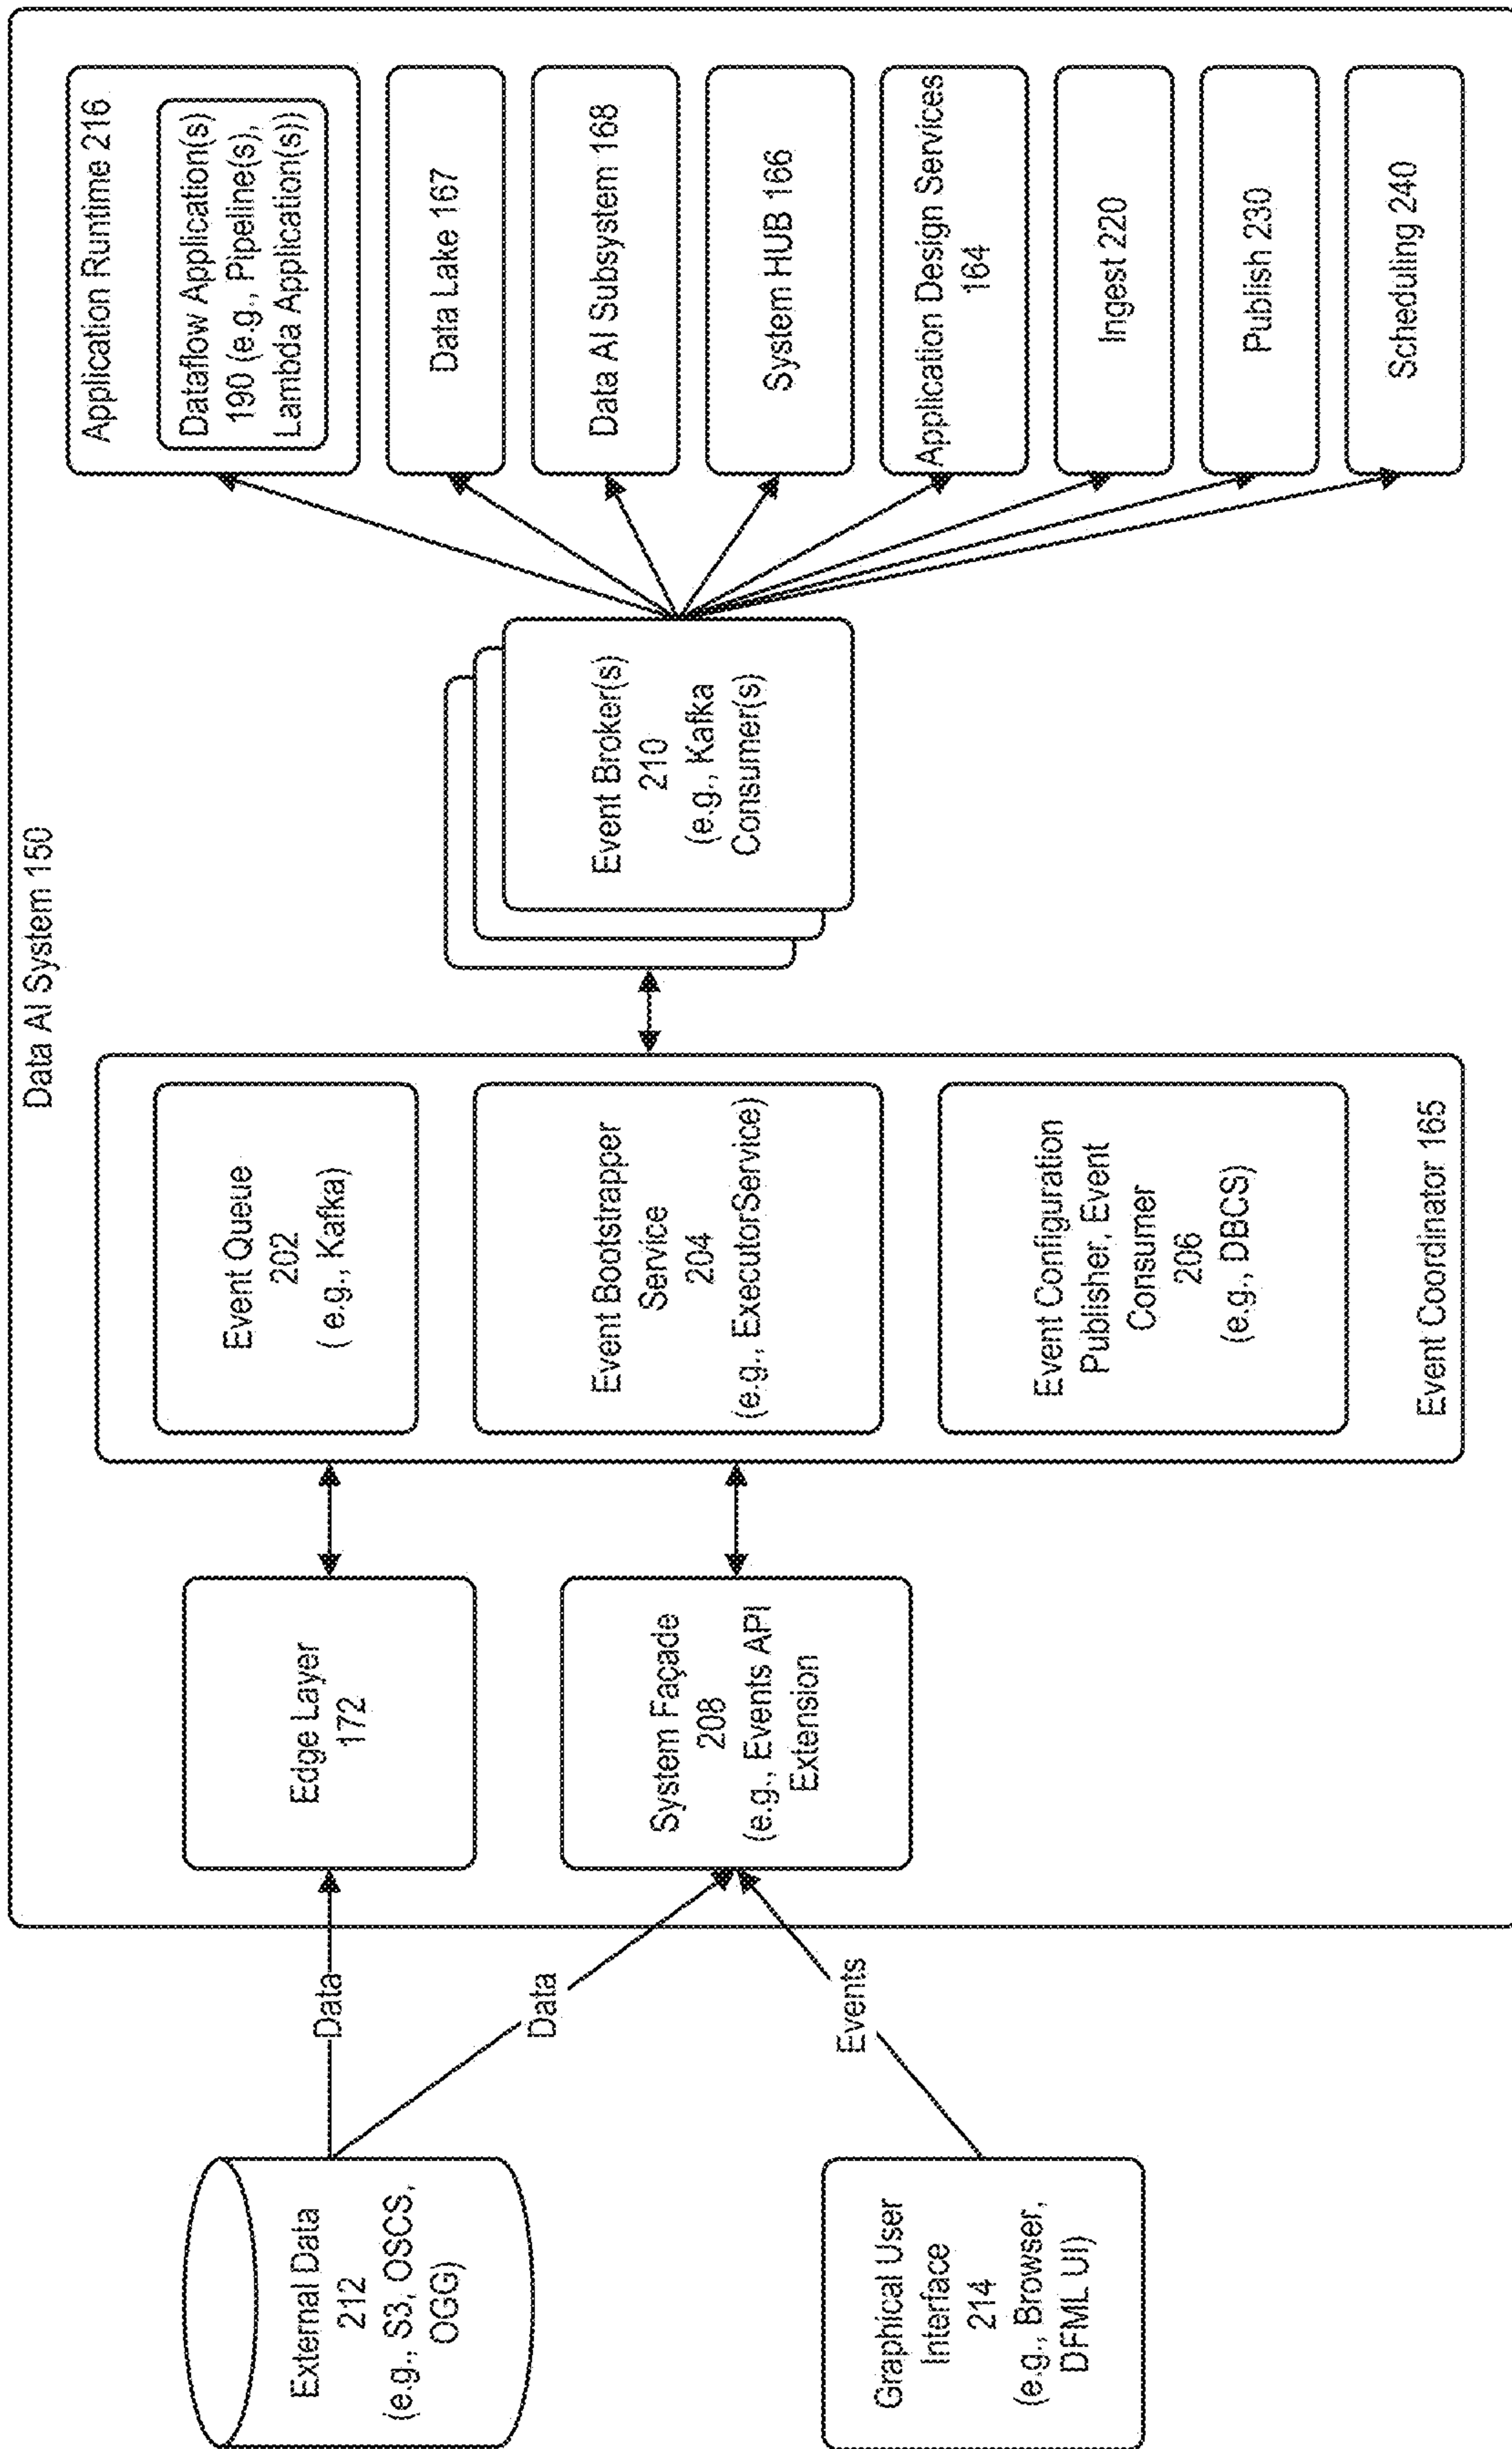 Data AI System 150
External Data
212
(e.g., S3, OSCS,
OGG)
Graphical User
Interface
214
(e.g., Browser,
DFML UI)
Data
Data
Events
Edge Layer
172
System Façade
208
(e.g., Events API
Extension
Event Queue
202
( e.g., Kafka)
Event Bootstrapper
Service
204
(e.g., ExecutorService)
Event Configuration
Publisher, Event
Consumer
206
(e.g., DBCS)
Event Coordinator 165
Event Broker(s)
210
(e.g., Kafka
Consumer(s)
Application Runtime 216
Dataflow Application(s)
190 (e.g., Pipeline(s),
Lambda Application(s))
Data Lake 167
Data AI Subsystem 168
System HUB 166
Application Design Services
164
Ingest 220
Publish 230
Scheduling 240